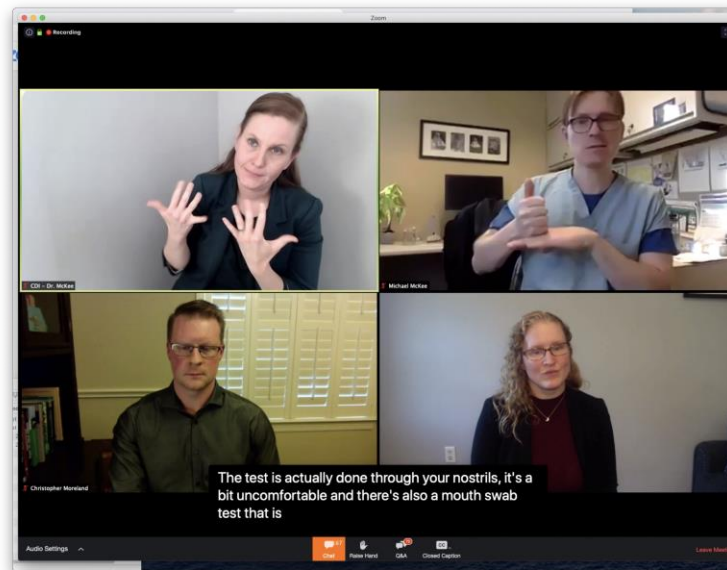 Zoom
Recording
CDI - Dr. McKee
Michael McKee
Christopher Moreland
The test is actually done through your nostrils, it's a
bit uncomfortable and there's also a mouth swab
test that is
Audio Settings
Chat
Raise Hand
Q&A
Closed Caption
CC